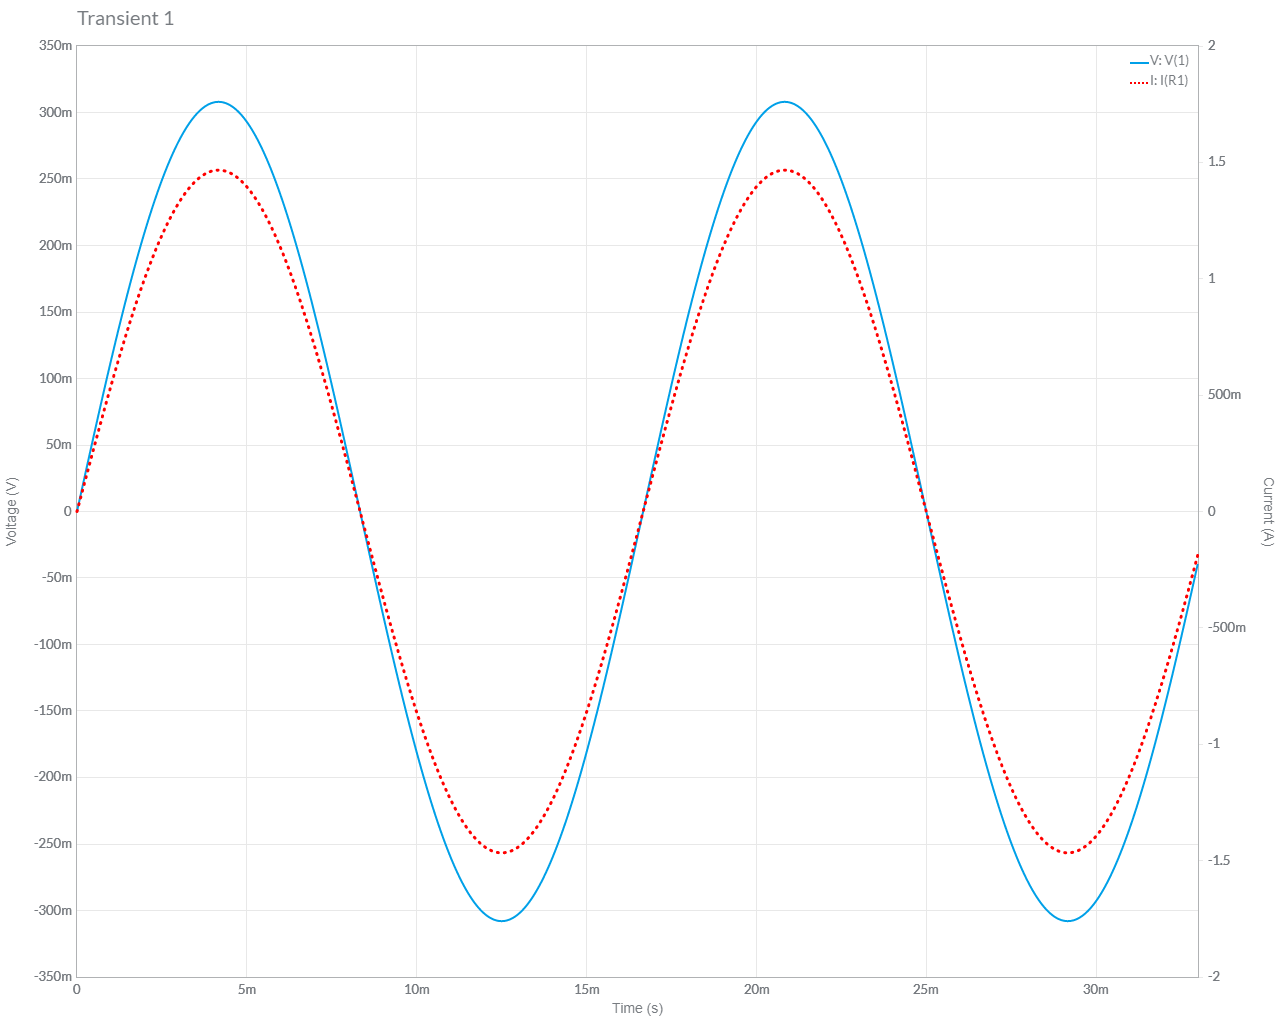 Transient 1
V: V(1)
I: I(R1)
350m
300m
250m
200m
150m
100m
50m
0
-50m
-100m
-150m
-200m
-250m
-300m
-350m
Voltage (V)
2
1.5
1
500m
0
-500m
-1
-1.5
-2
Current (A)
0 5m 10m 15m 20m 25m 30m
Time (s)